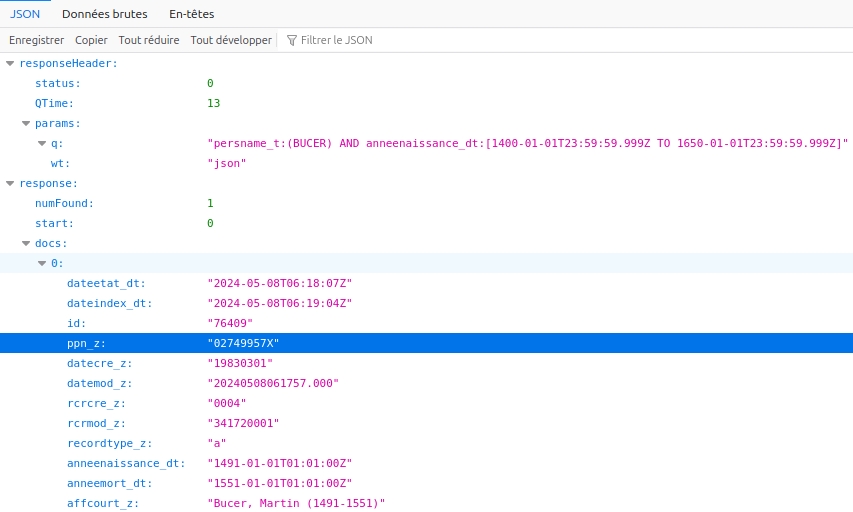 JSON Données brutes En-têtes
Enregistrer Copier Tout réduire Tout développer Filtrer le JSON
responseHeader:
status: 0
QTime: 13
params:
q: "persname_t:(BUCER) AND anneenaissance_dt:[1400-01-01T23:59:59.999Z TO 1650-01-01T23:59:59.999Z]"
wt: "json"
response:
numFound: 1
start: 0
docs:
0:
dateetat_dt: "2024-05-08T06:18:07Z"
dateindex_dt: "2024-05-08T06:19:04Z"
id: "76409"
ppn_z: "02749957X"
datecre_z: "19830301"
datemod_z: "20240508061757.000"
rcrcre_z: "0004"
rcrmod_z: "341720001"
recordtype_z: "a"
anneenaissance_dt: "1491-01-01T01:01:00Z"
anneemort_dt: "1551-01-01T01:01:00Z"
affcourt_z: "Bucer, Martin (1491-1551)"